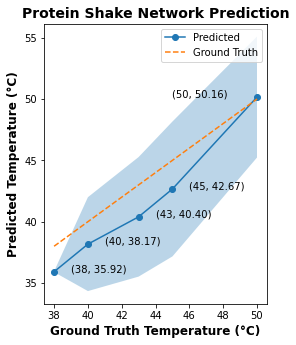 Protein Shake Network Prediction
Predicted
Ground Truth
Predicted Temperature (°C)
55
50
45
40
35
(50, 50.16)
(45, 42.67)
(43, 40.40)
(40, 38.17)
(38, 35.92)
38 40 42 44 46 48 50
Ground Truth Temperature (°C)